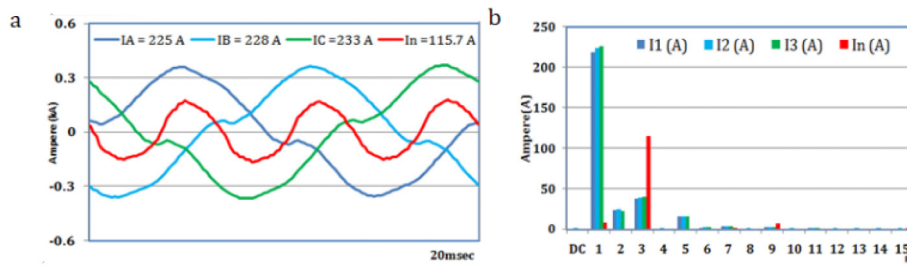 a
0.6
0.3
0
-0.3
-0.6
Ampere (kA)
IA = 225 A IB = 228 A IC =233 A In =115.7 A
20msec
b
250
200
150
100
50
0
Ampere(A)
I1 (A) I2 (A) I3 (A) In (A)
DC 1 2 3 4 5 6 7 8 9 10 11 12 13 14 15